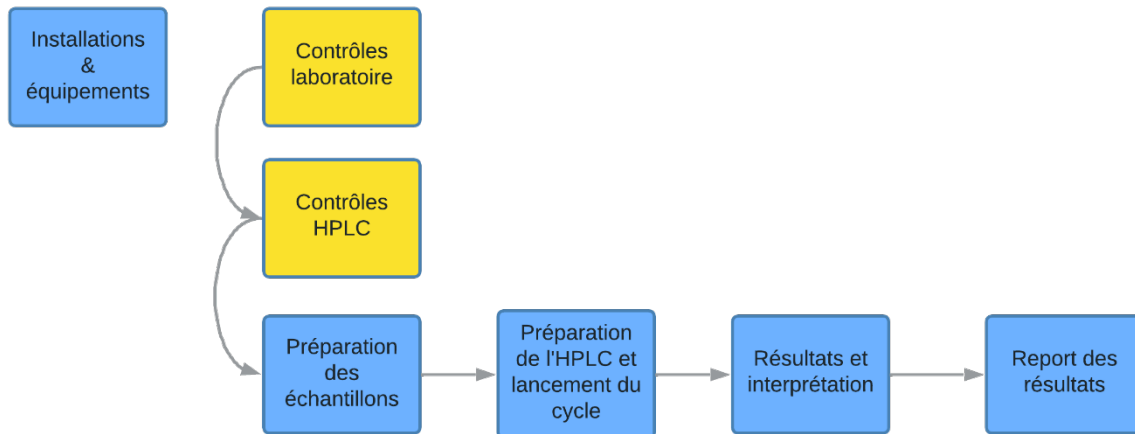 Installations
&
équipements
Contrôles
laboratoire
Contrôles
HPLC
Préparation
des
échantillons
Préparation
de l'HPLC et
lancement du
cycle
Résultats et
interprétation
Report des
résultats